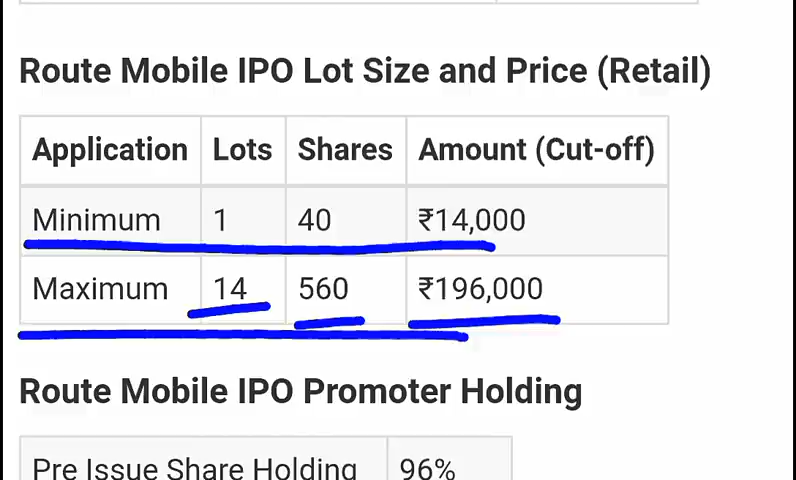 Route Mobile IPO Lot Size and Price (Retail)
Application Lots Shares Amount (Cut-off)
Minimum 1 40 ₹14,000
Maximum 14 560 ₹196,000
Route Mobile IPO Promoter Holding
Pre Issue Share Holding 96%